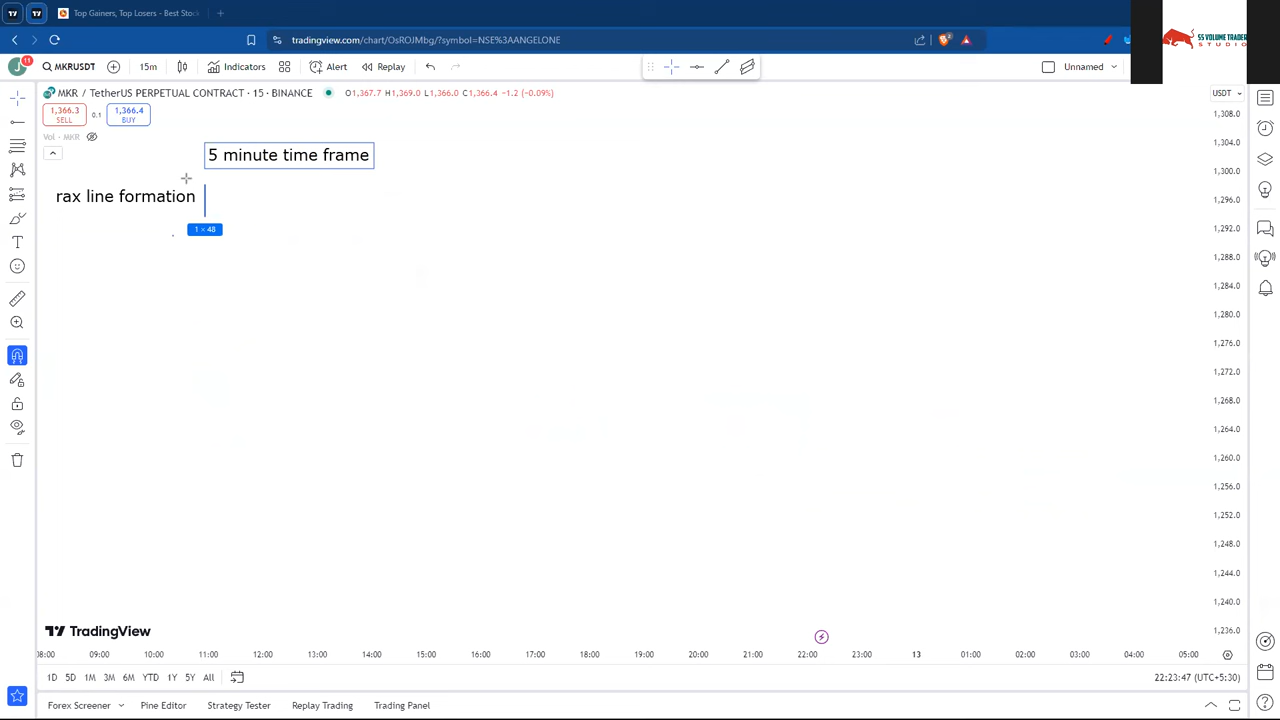 Top Gainers, Top Losers - Best Stock
tradingview.com/chart/OsROJMbg/?symbol=NSE%3AANGELONE
SS VOLUME TRADER
STUDIO
11
MKRUSDT
15m
Indicators
Alert
Replay
Unnamed
MKR / TetherUS PERPETUAL CONTRACT · 15 · BINANCE
O1,367.7 H1,369.0 L1,366.0 C1,366.4 −1.2 (−0.09%)
USDT
1,366.3
SELL
0.1
1,366.4
BUY
Vol · MKR
5 minute time frame
rax line formation
1 × 48
1,308.0
1,304.0
1,300.0
1,296.0
1,292.0
1,288.0
1,284.0
1,280.0
1,276.0
1,272.0
1,268.0
1,264.0
1,260.0
1,256.0
1,252.0
1,248.0
1,244.0
1,240.0
1,236.0
TradingView
08:00 09:00 10:00 11:00 12:00 13:00 14:00 15:00 16:00 17:00 18:00 19:00 20:00 21:00 22:00 23:00 13 01:00 02:00 03:00 04:00 05:00
1D 5D 1M 3M 6M YTD 1Y 5Y All
22:23:47 (UTC+5:30)
Forex Screener Pine Editor Strategy Tester Replay Trading Trading Panel